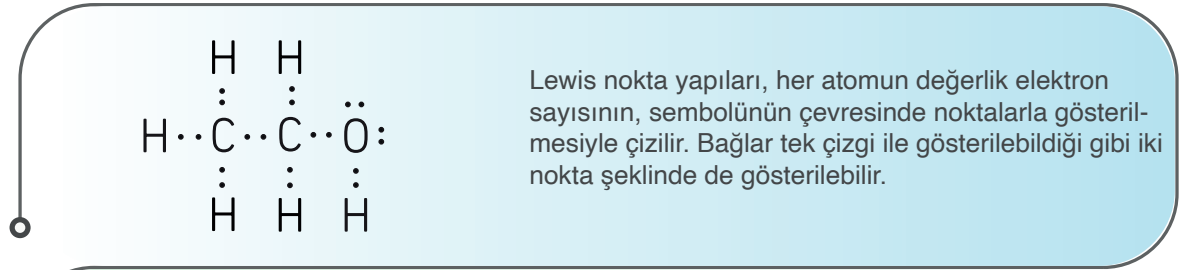 H H
H··C··C··O:
H H H
Lewis nokta yapıları, her atomun değerlik elektron
sayısının, sembolünün çevresinde noktalarla gösteril-
mesiyle çizilir. Bağlar tek çizgi ile gösterilebildiği gibi iki
nokta şeklinde de gösterilebilir.